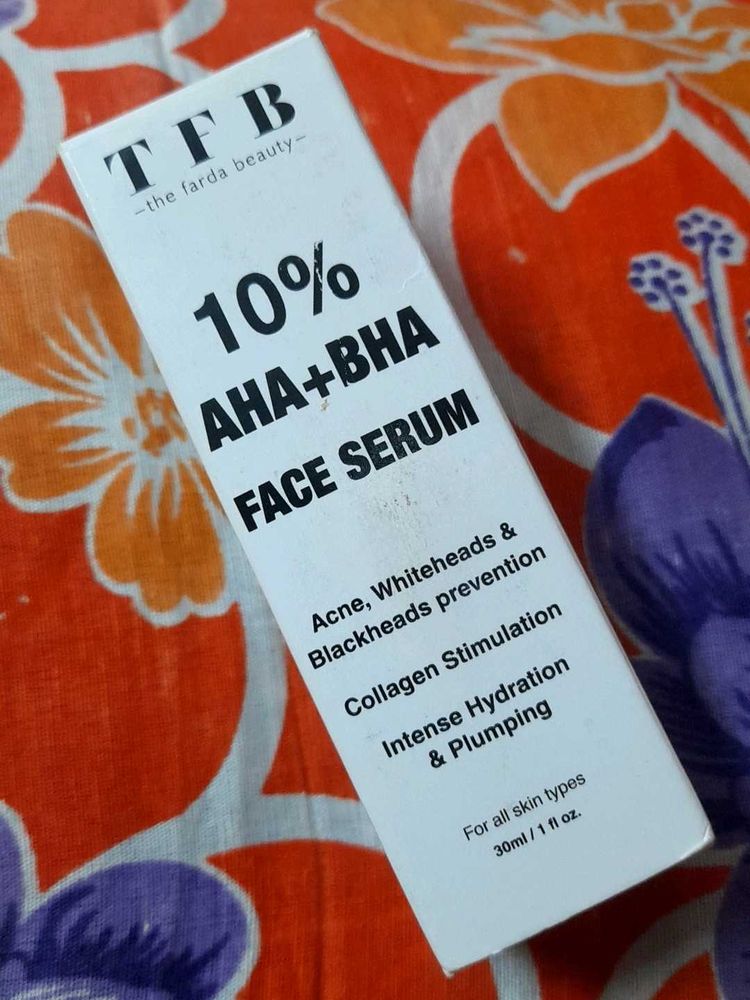 TFB
—the farda beauty—
10%
AHA+BHA
FACE SERUM
Acne, Whiteheads &
Blackheads prevention
Collagen Stimulation
Intense Hydration
& Plumping
For all skin types
30ml / 1 fl oz.